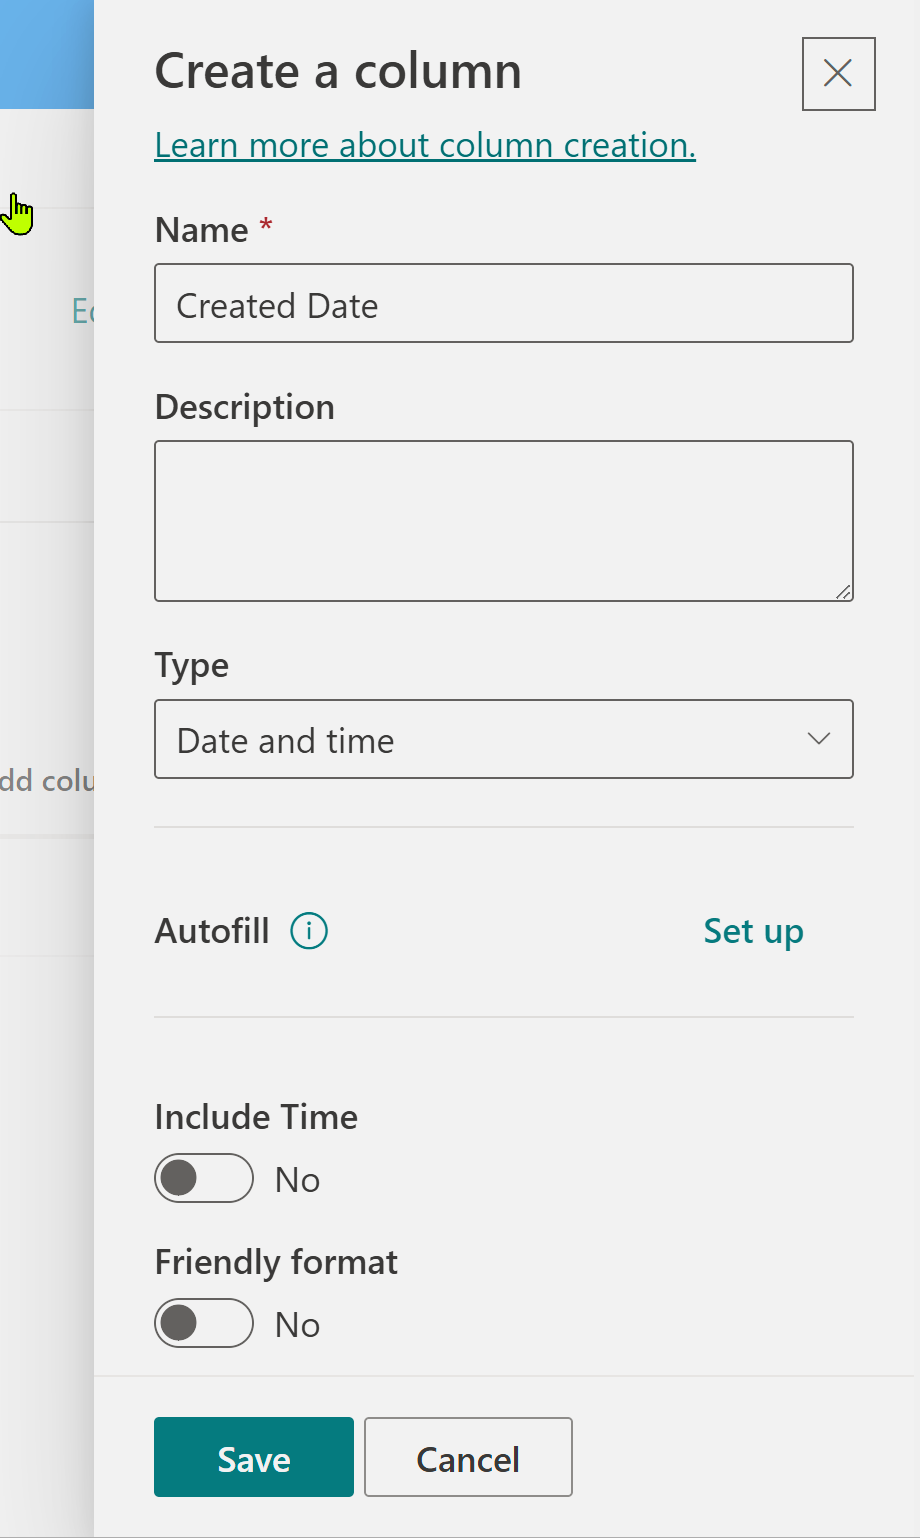 Create a column
Learn more about column creation.
Name *
Created Date
Ed
Description
Type
Date and time
dd colu
Autofill
Set up
Include Time
No
Friendly format
No
Save
Cancel